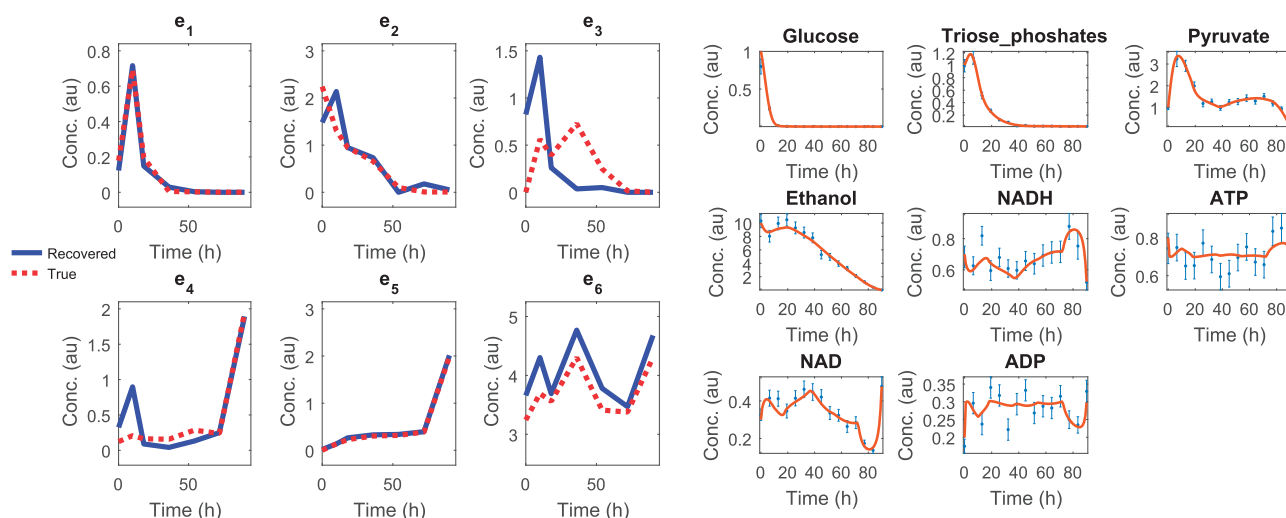 e1
Conc. (au)
0.8
0.6
0.4
0.2
0
0
50
Time (h)
e2
Conc. (au)
3
2
1
0
0
50
Time (h)
e3
Conc. (au)
1.5
1
0.5
0
0
50
Time (h)
Recovered
True
e4
Conc. (au)
2
1.5
1
0.5
0
0
50
Time (h)
e5
Conc. (au)
3
2
1
0
0
50
Time (h)
e6
Conc. (au)
5
4
3
0
50
Time (h)
Glucose
Conc. (au)
1
0.5
0 20 40 60 80
Time (h)
Triose_phoshates
Conc. (au)
1.2
1
0.8
0.6
0.4
0.2
0 20 40 60 80
Time (h)
Pyruvate
Conc. (au)
3
2
1
0 20 40 60 80
Time (h)
Ethanol
Conc. (au)
10
8
6
4
2
0 20 40 60 80
Time (h)
NADH
Conc. (au)
0.8
0.6
0 20 40 60 80
Time (h)
ATP
Conc. (au)
0.8
0.7
0.6
0 20 40 60 80
Time (h)
NAD
Conc. (au)
0.4
0.2
0 20 40 60 80
Time (h)
ADP
Conc. (au)
0.35
0.3
0.25
0.2
0 20 40 60 80
Time (h)